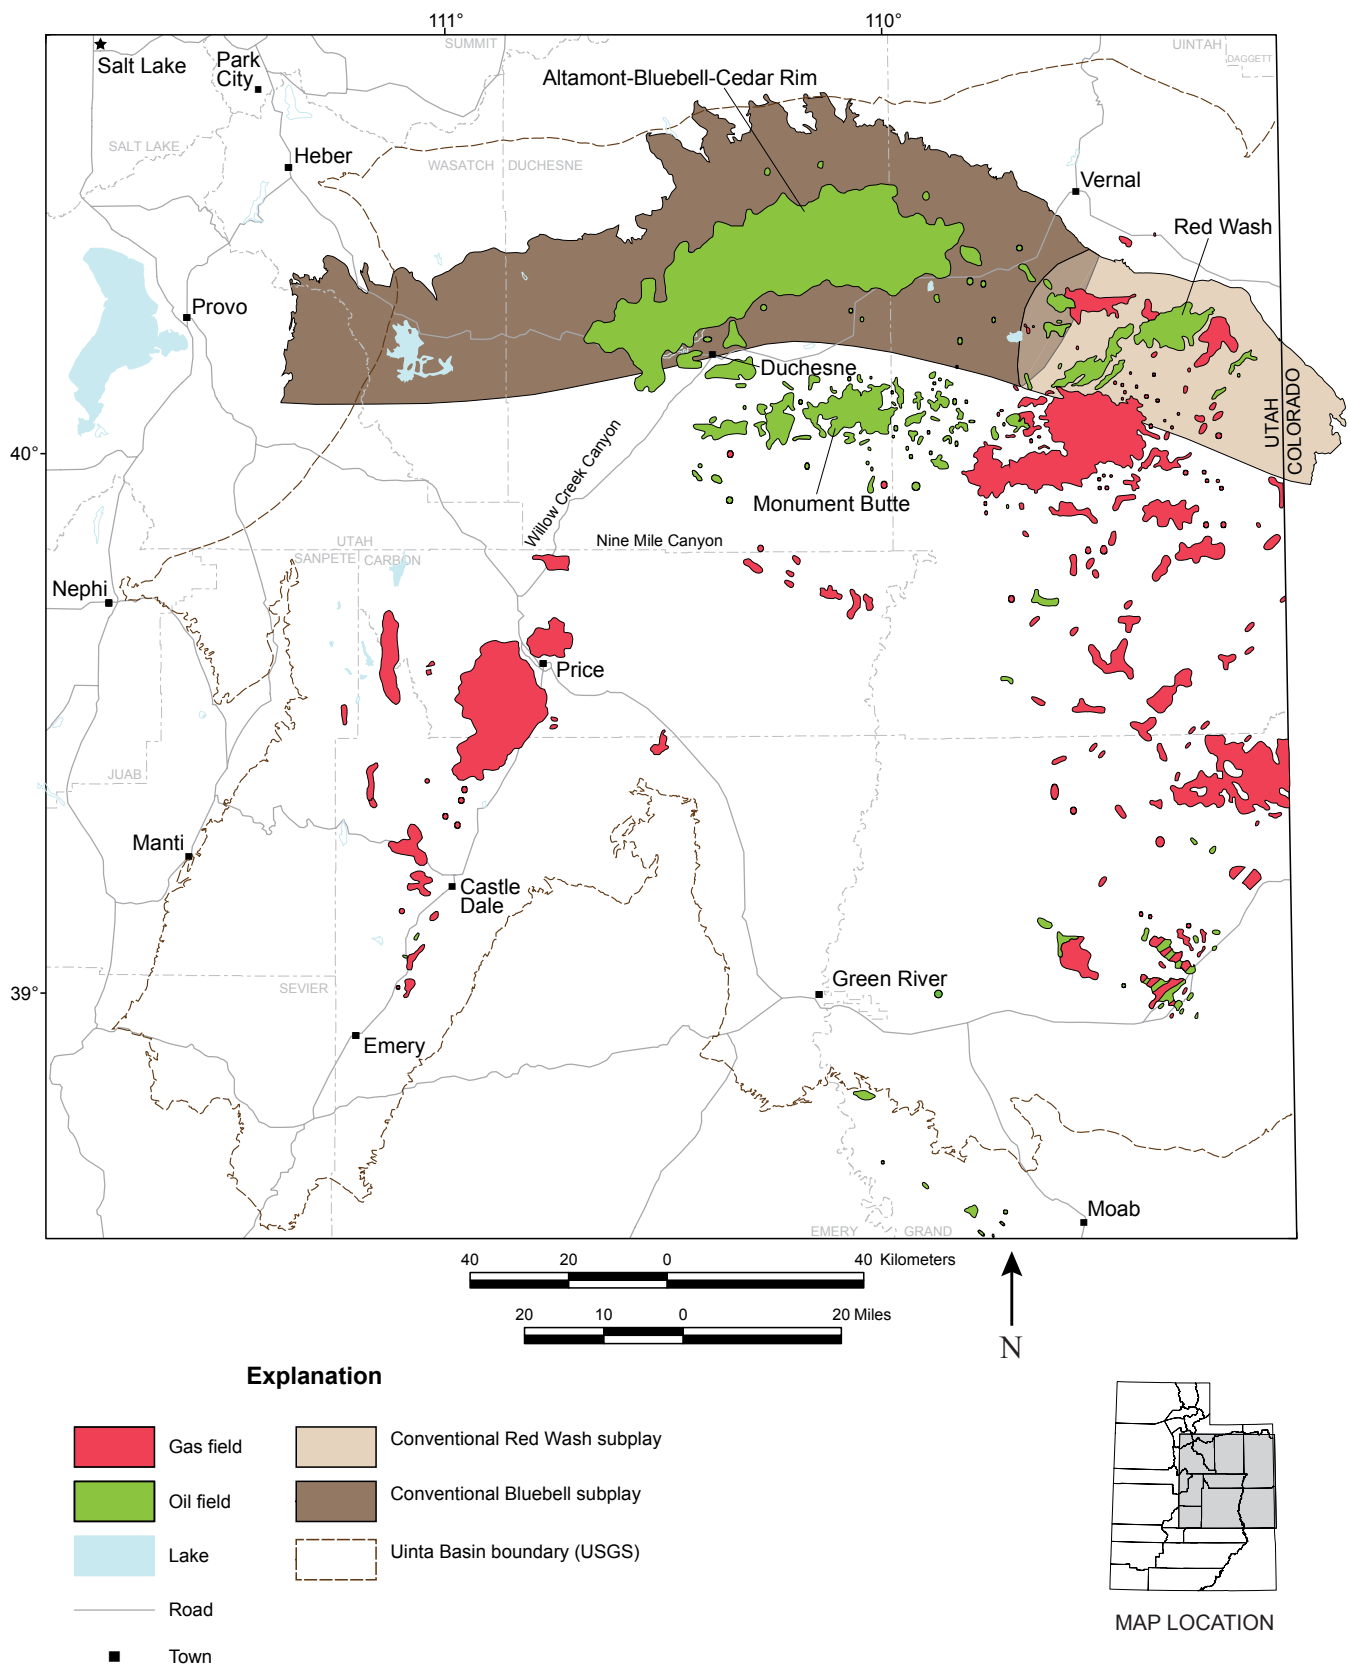 111°
110°
SUMMIT
UINTAH
DAGGETT
Salt Lake
Park
City
Altamont-Bluebell-Cedar Rim
SALT LAKE
Heber
WASATCH
DUCHESNE
Vernal
Red Wash
Provo
Duchesne
UTAH
COLORADO
40°
Willow Creek Canyon
Monument Butte
Nine Mile Canyon
UTAH
SANPETE
CARBON
Nephi
Price
JUAB
Manti
Castle
Dale
SEVIER
Green River
39°
Emery
Moab
EMERY
GRAND
40 20 0 40 Kilometers
20 10 0 20 Miles
N
Explanation
Gas field
Conventional Red Wash subplay
Oil field
Conventional Bluebell subplay
Lake
Uinta Basin boundary (USGS)
Road
Town
MAP LOCATION